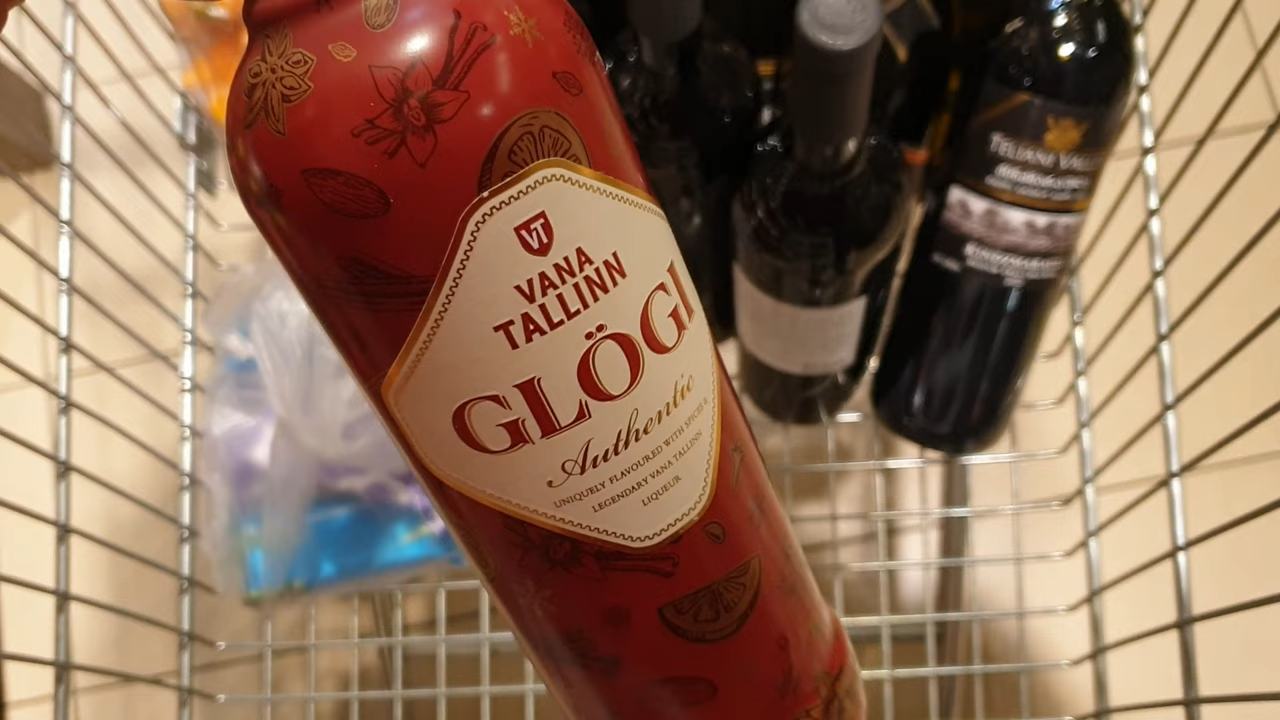 VT
VANA
TALLINN
GLÖGI
Authentic
UNIQUELY FLAVOURED WITH SPICES &
LEGENDARY VANA TALLINN
LIQUEUR
TELIANI VALLEY